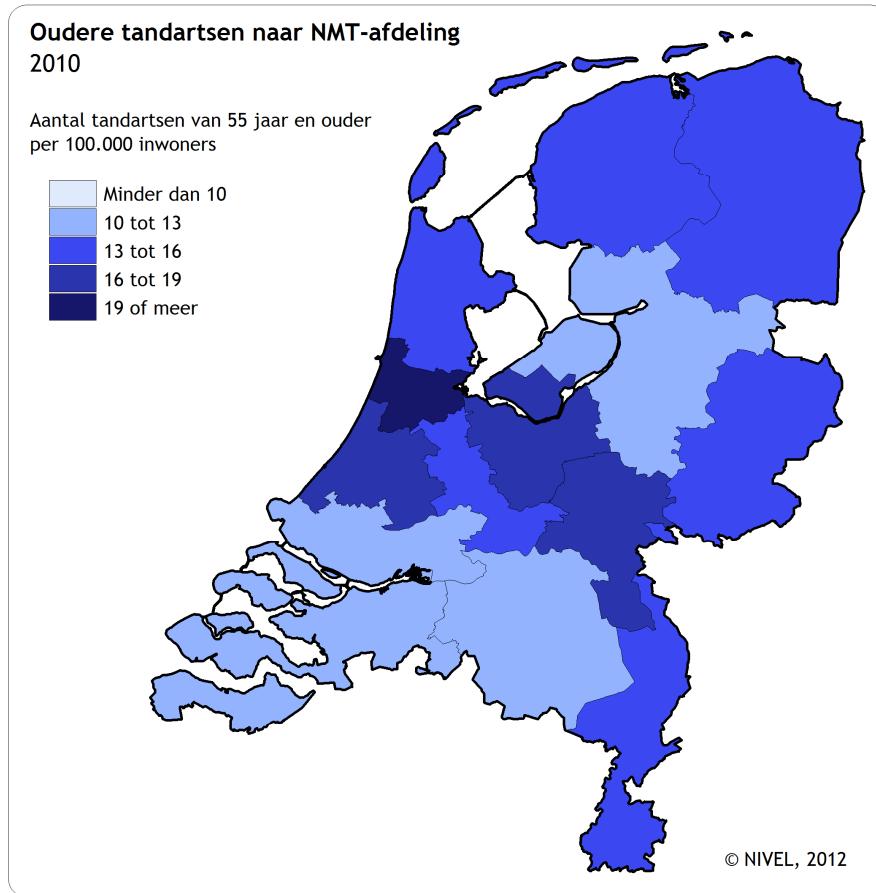 Oudere tandartsen naar NMT-afdeling
2010
Aantal tandartsen van 55 jaar en ouder
per 100.000 inwoners
Minder dan 10
10 tot 13
13 tot 16
16 tot 19
19 of meer
© NIVEL, 2012